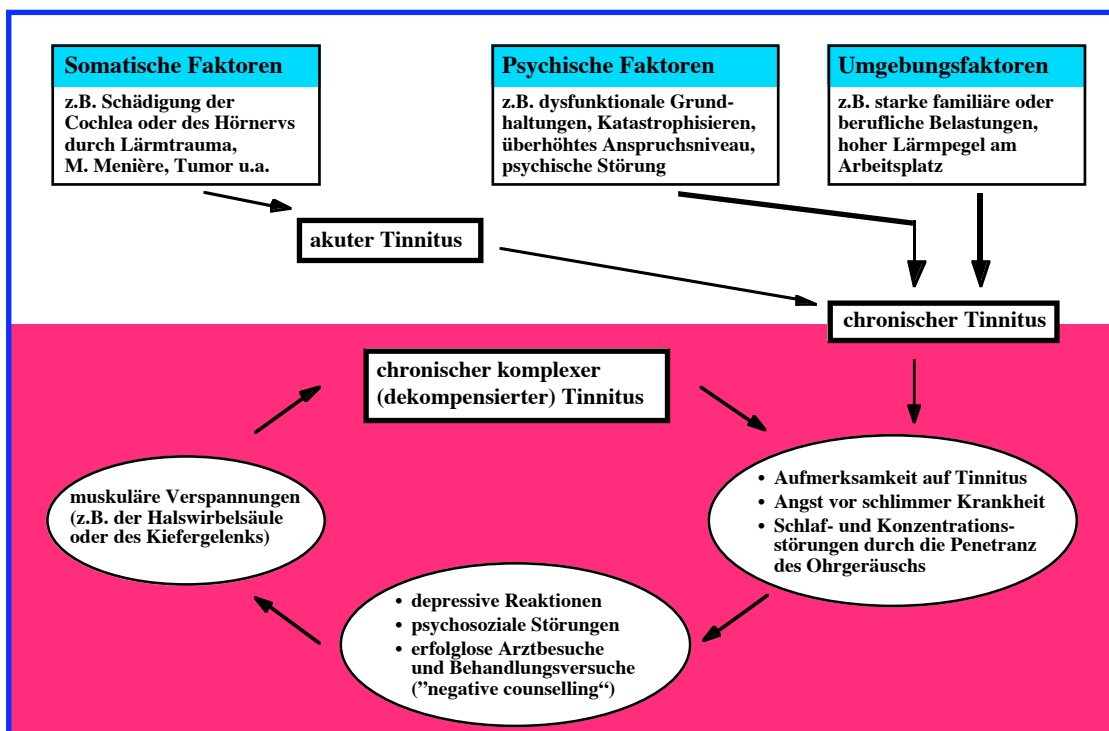 Somatische Faktoren
z.B. Schädigung der
Cochlea oder des Hörnervs
durch Lärmtrauma,
M. Menière, Tumor u.a.
Psychische Faktoren
z.B. dysfunktionale Grund-
haltungen, Katastrophisieren,
überhöhtes Anspruchsniveau,
psychische Störung
Umgebungsfaktoren
z.B. starke familiäre oder
berufliche Belastungen,
hoher Lärmpegel am
Arbeitsplatz
akuter Tinnitus
chronischer Tinnitus
chronischer komplexer
(dekompensierter) Tinnitus
• Aufmerksamkeit auf Tinnitus
• Angst vor schlimmer Krankheit
• Schlaf- und Konzentrations-
störungen durch die Penetranz
des Ohrgeräuschs
• depressive Reaktionen
• psychosoziale Störungen
• erfolglose Arztbesuche
und Behandlungsversuche
(”negative counselling“)
muskuläre Verspannungen
(z.B. der Halswirbelsäule
oder des Kiefergelenks)